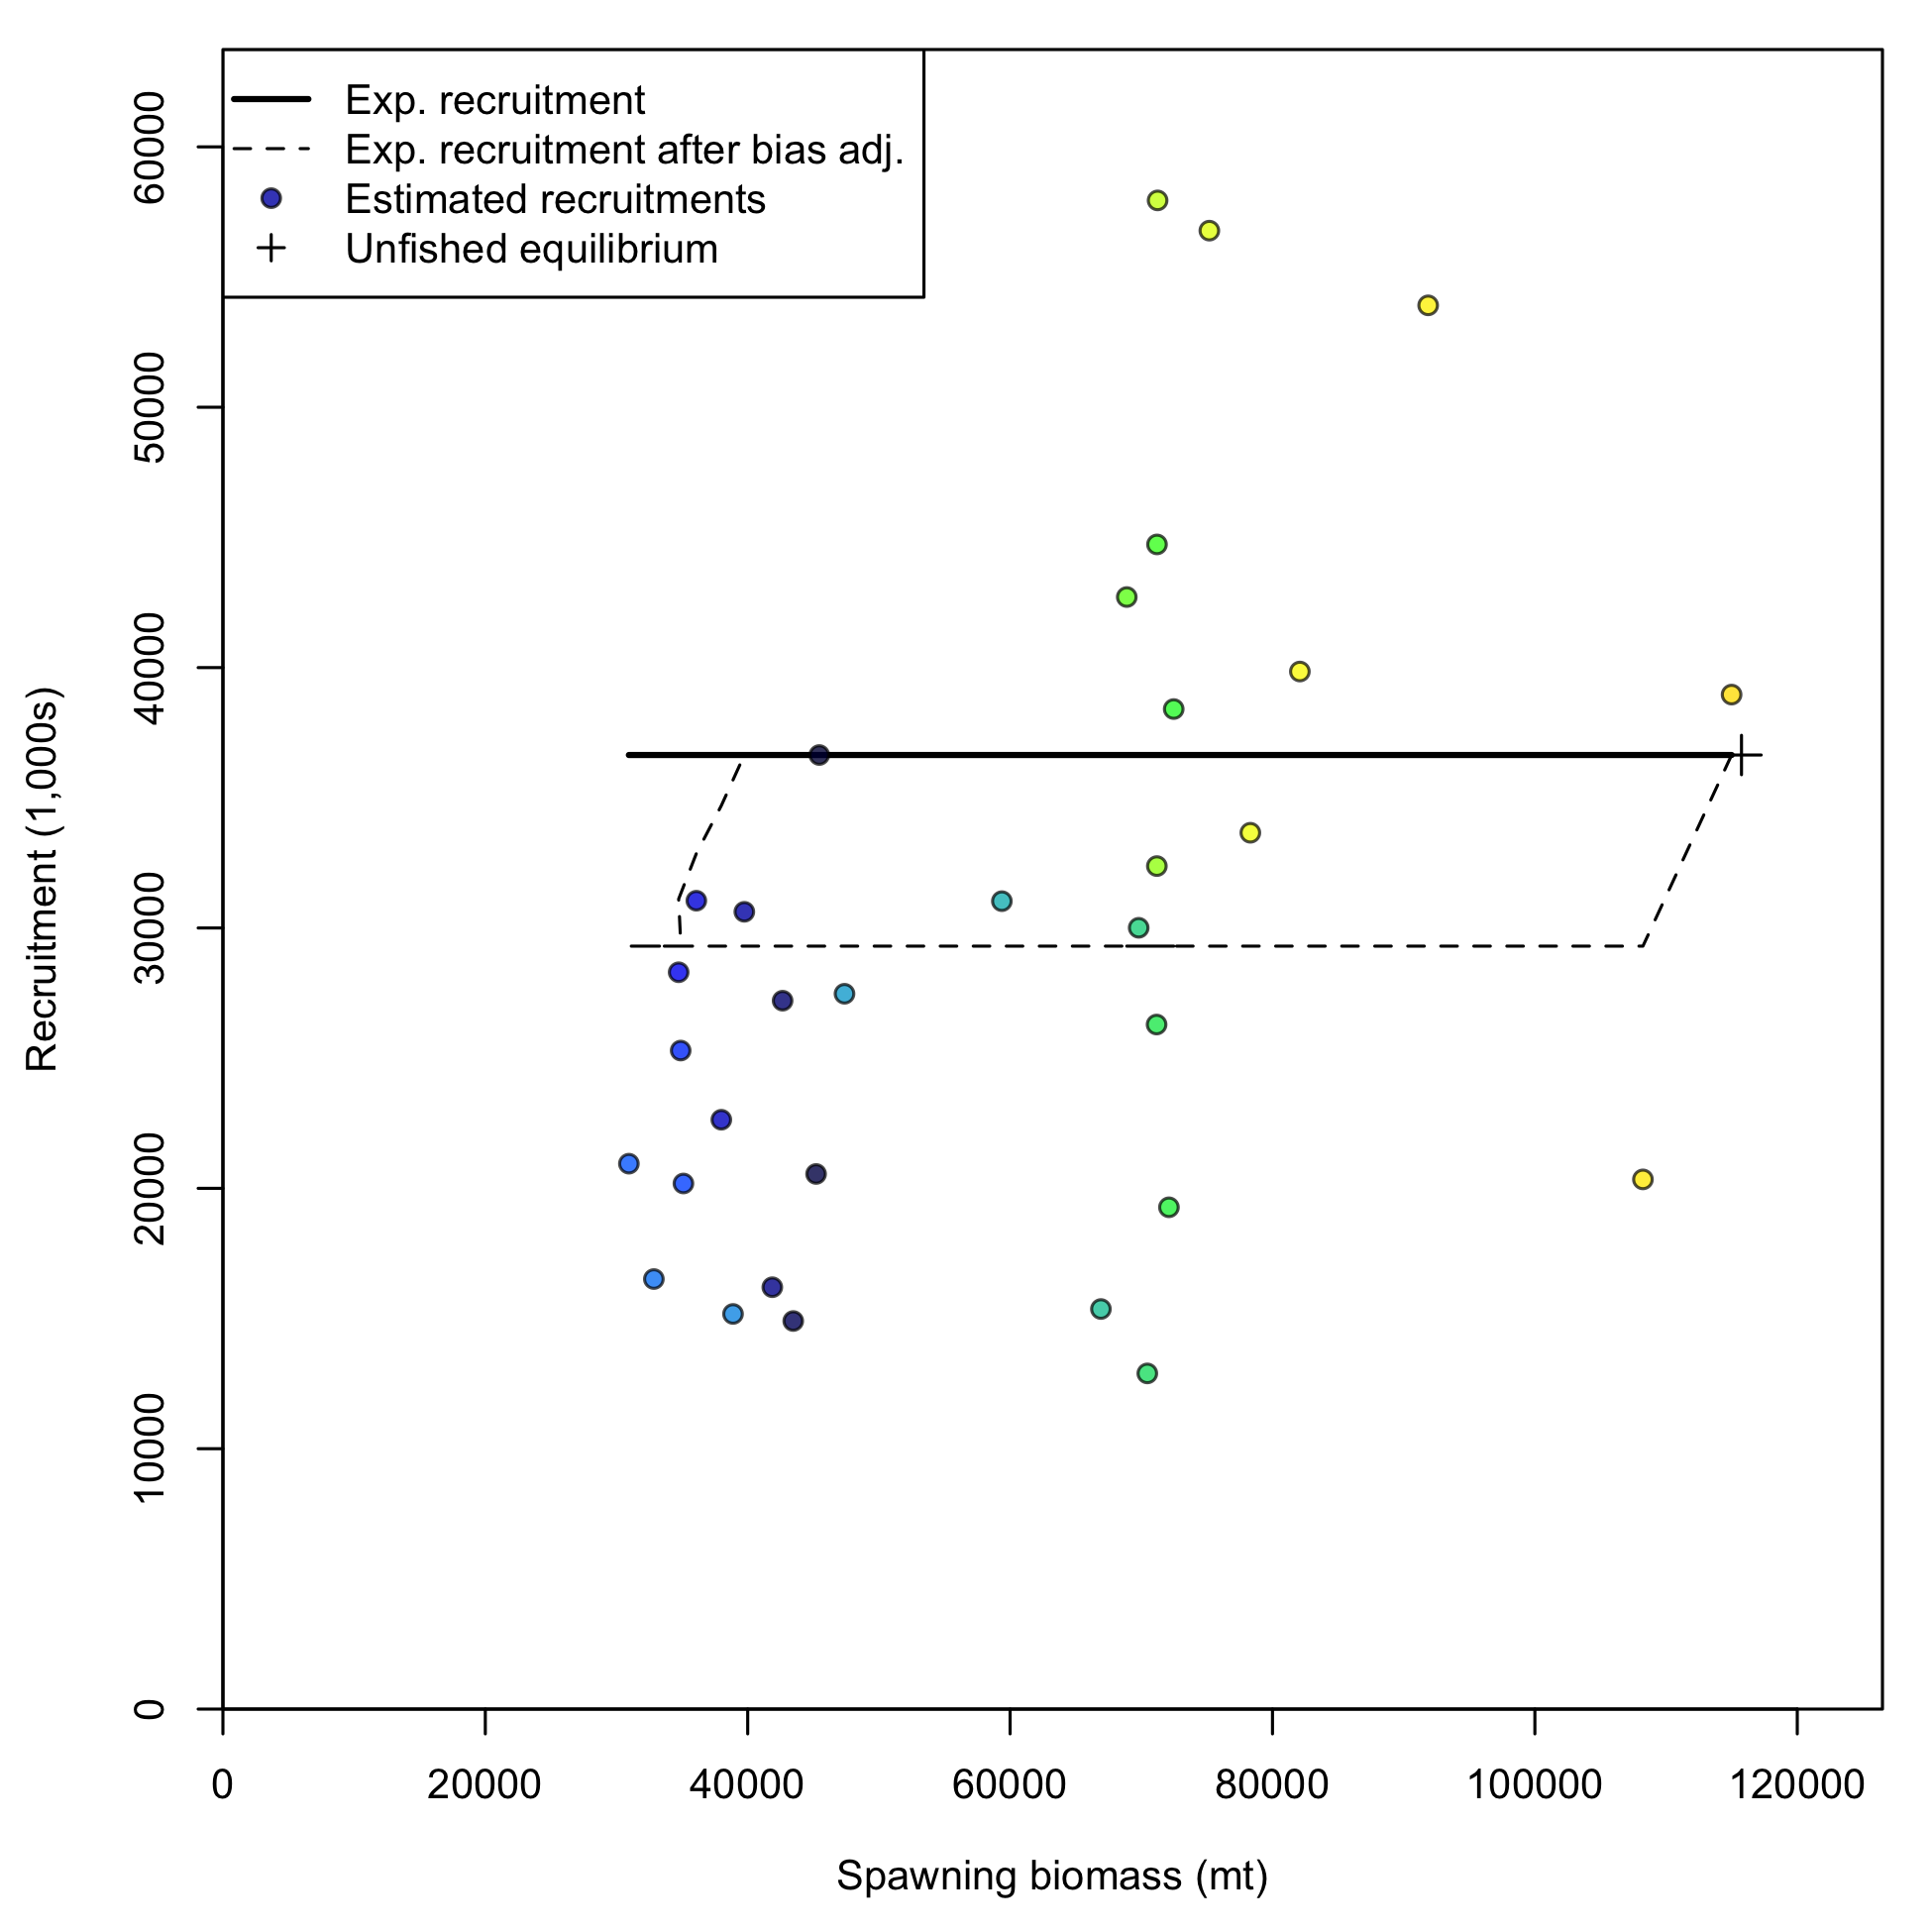 Exp. recruitment
Exp. recruitment after bias adj.
Estimated recruitments
Unfished equilibrium
60000
50000
40000
30000
20000
10000
0
Recruitment (1,000s)
0 20000 40000 60000 80000 100000 120000
Spawning biomass (mt)